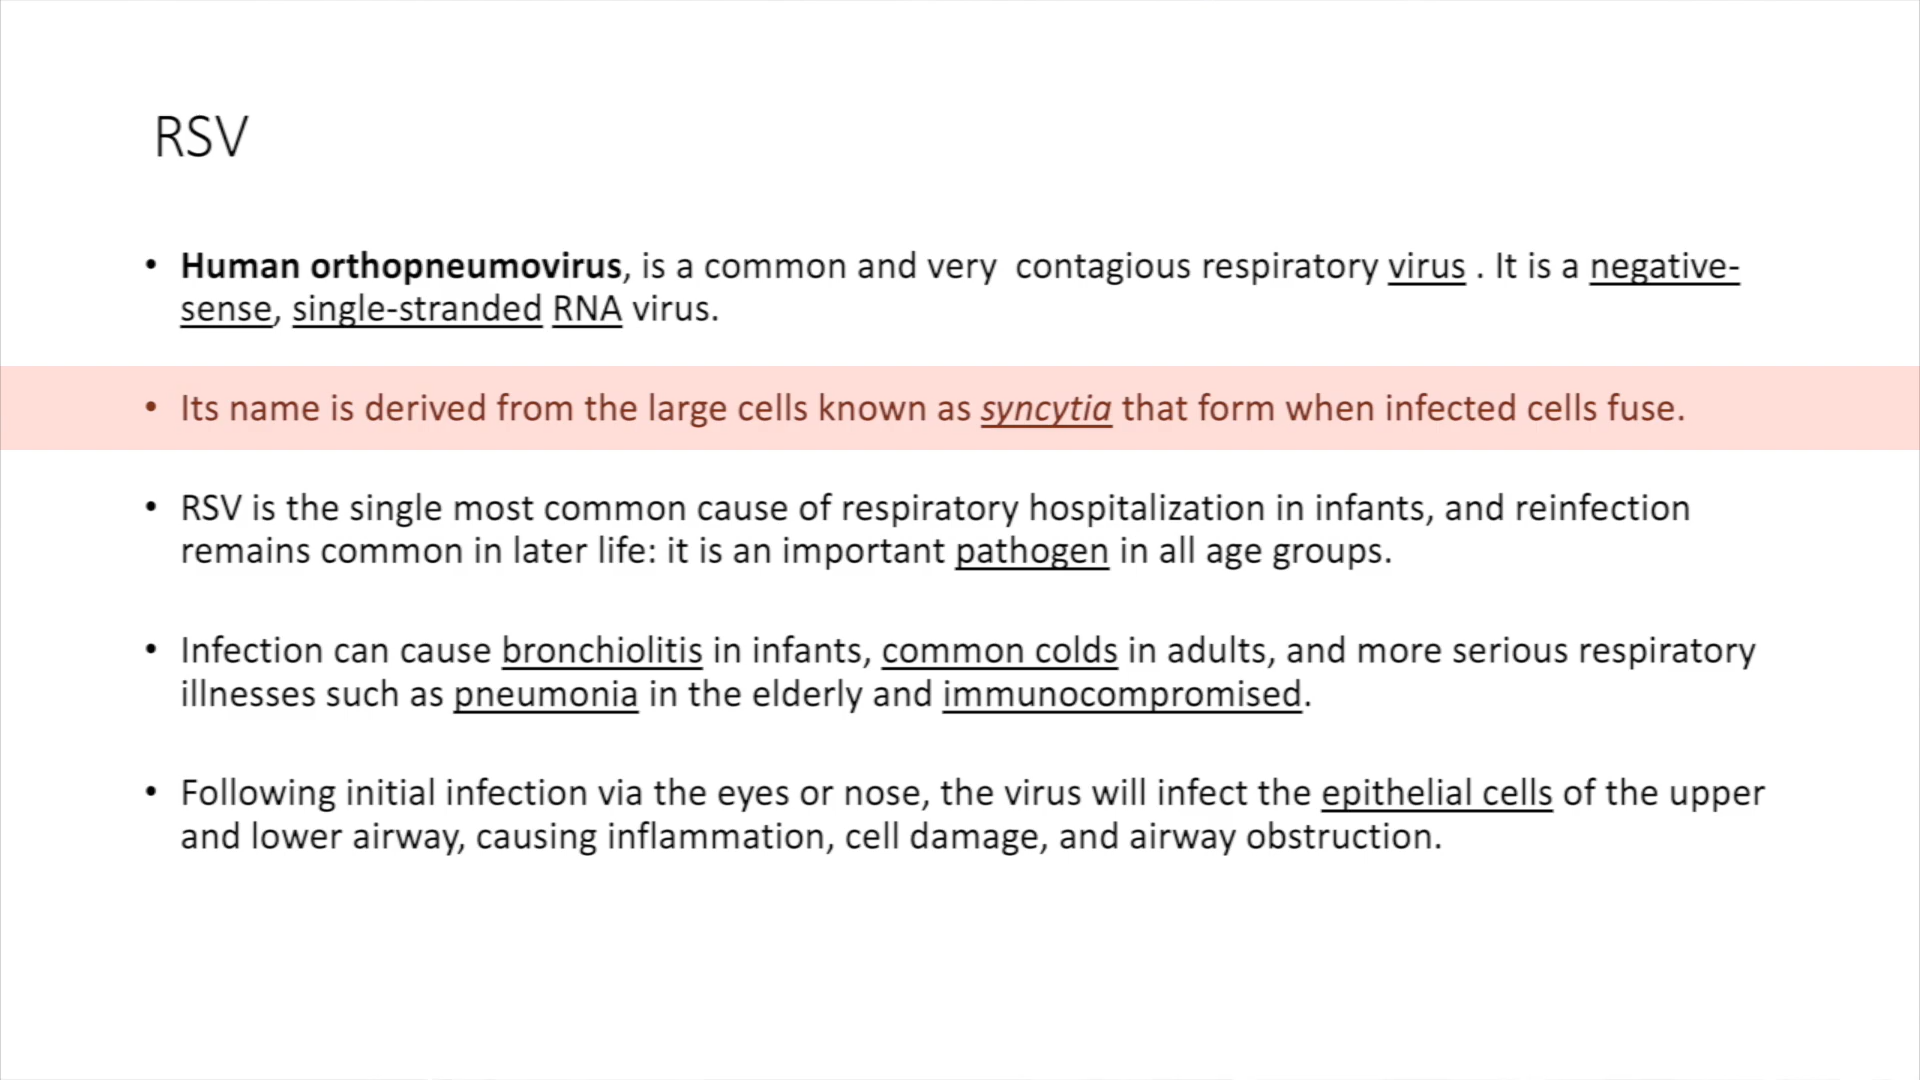 RSV
• Human orthopneumovirus, is a common and very  contagious respiratory virus . It is a negative-
sense, single-stranded RNA virus.
• Its name is derived from the large cells known as syncytia that form when infected cells fuse.
• RSV is the single most common cause of respiratory hospitalization in infants, and reinfection
remains common in later life: it is an important pathogen in all age groups.
• Infection can cause bronchiolitis in infants, common colds in adults, and more serious respiratory
illnesses such as pneumonia in the elderly and immunocompromised.
• Following initial infection via the eyes or nose, the virus will infect the epithelial cells of the upper
and lower airway, causing inflammation, cell damage, and airway obstruction.